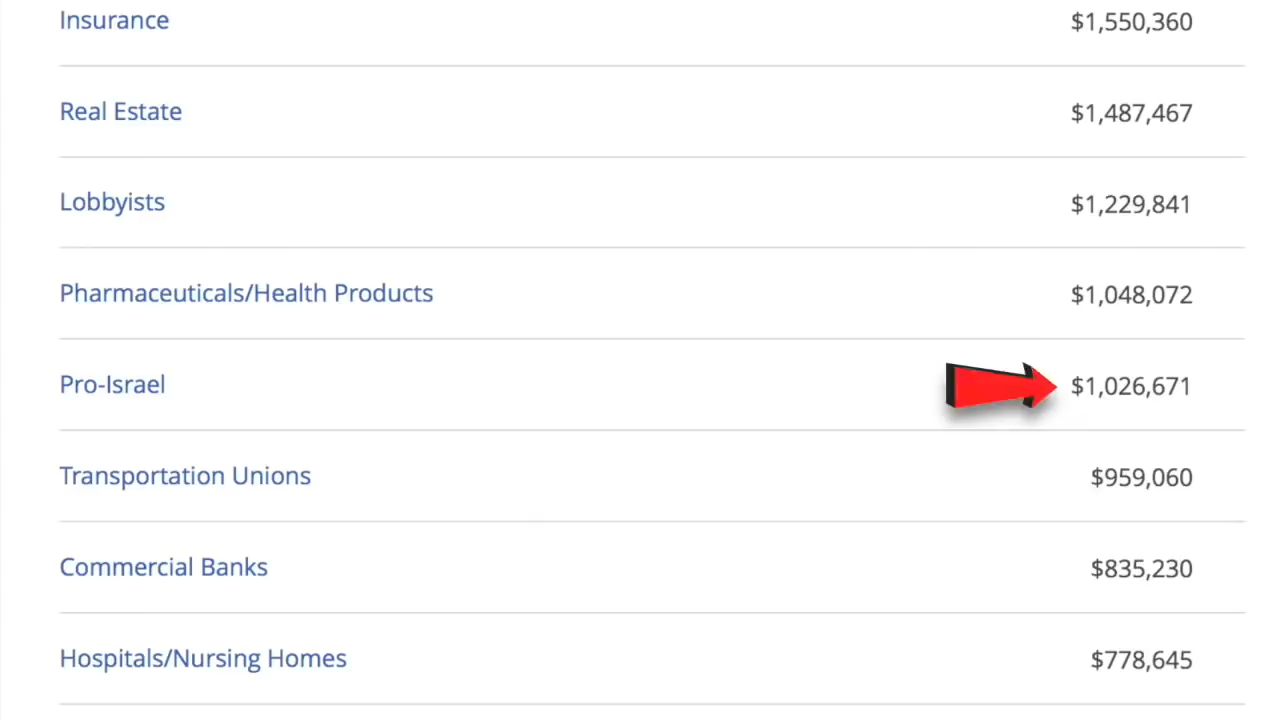 Insurance $1,550,360
Real Estate $1,487,467
Lobbyists $1,229,841
Pharmaceuticals/Health Products $1,048,072
Pro-Israel $1,026,671
Transportation Unions $959,060
Commercial Banks $835,230
Hospitals/Nursing Homes $778,645